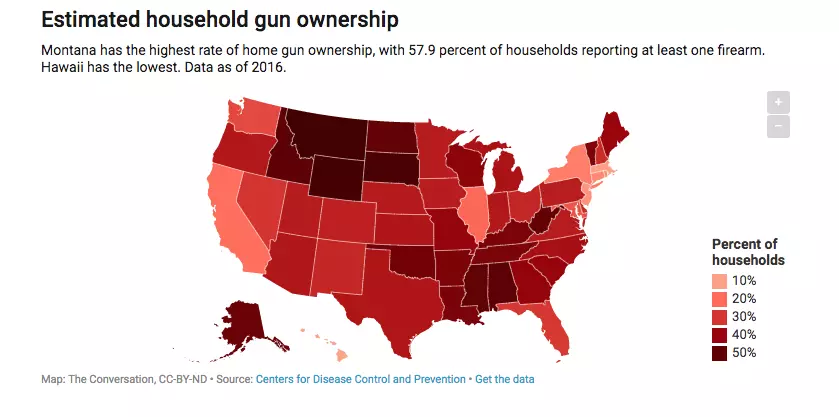 Estimated household gun ownership
Montana has the highest rate of home gun ownership, with 57.9 percent of households reporting at least one firearm.
Hawaii has the lowest. Data as of 2016.
+
−
Percent of
households
10%
20%
30%
40%
50%
Map: The Conversation, CC-BY-ND • Source: Centers for Disease Control and Prevention • Get the data